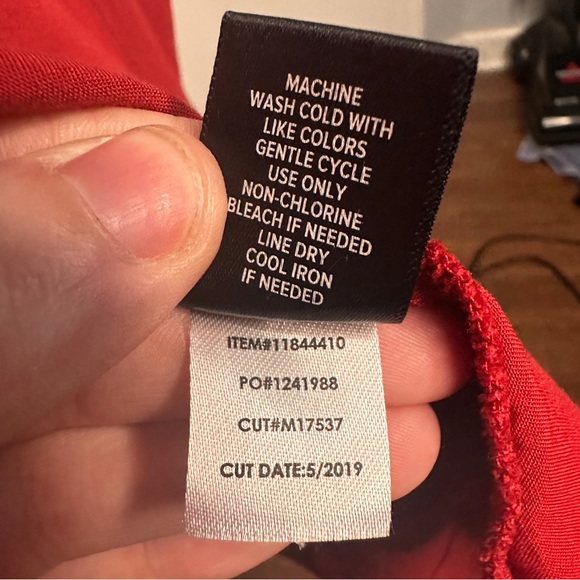 MACHINE
WASH COLD WITH
LIKE COLORS
GENTLE CYCLE
USE ONLY
NON-CHLORINE
BLEACH IF NEEDED
LINE DRY
COOL IRON
IF NEEDED
ITEM#11844410
PO#1241988
CUT#M17537
CUT DATE:5/2019